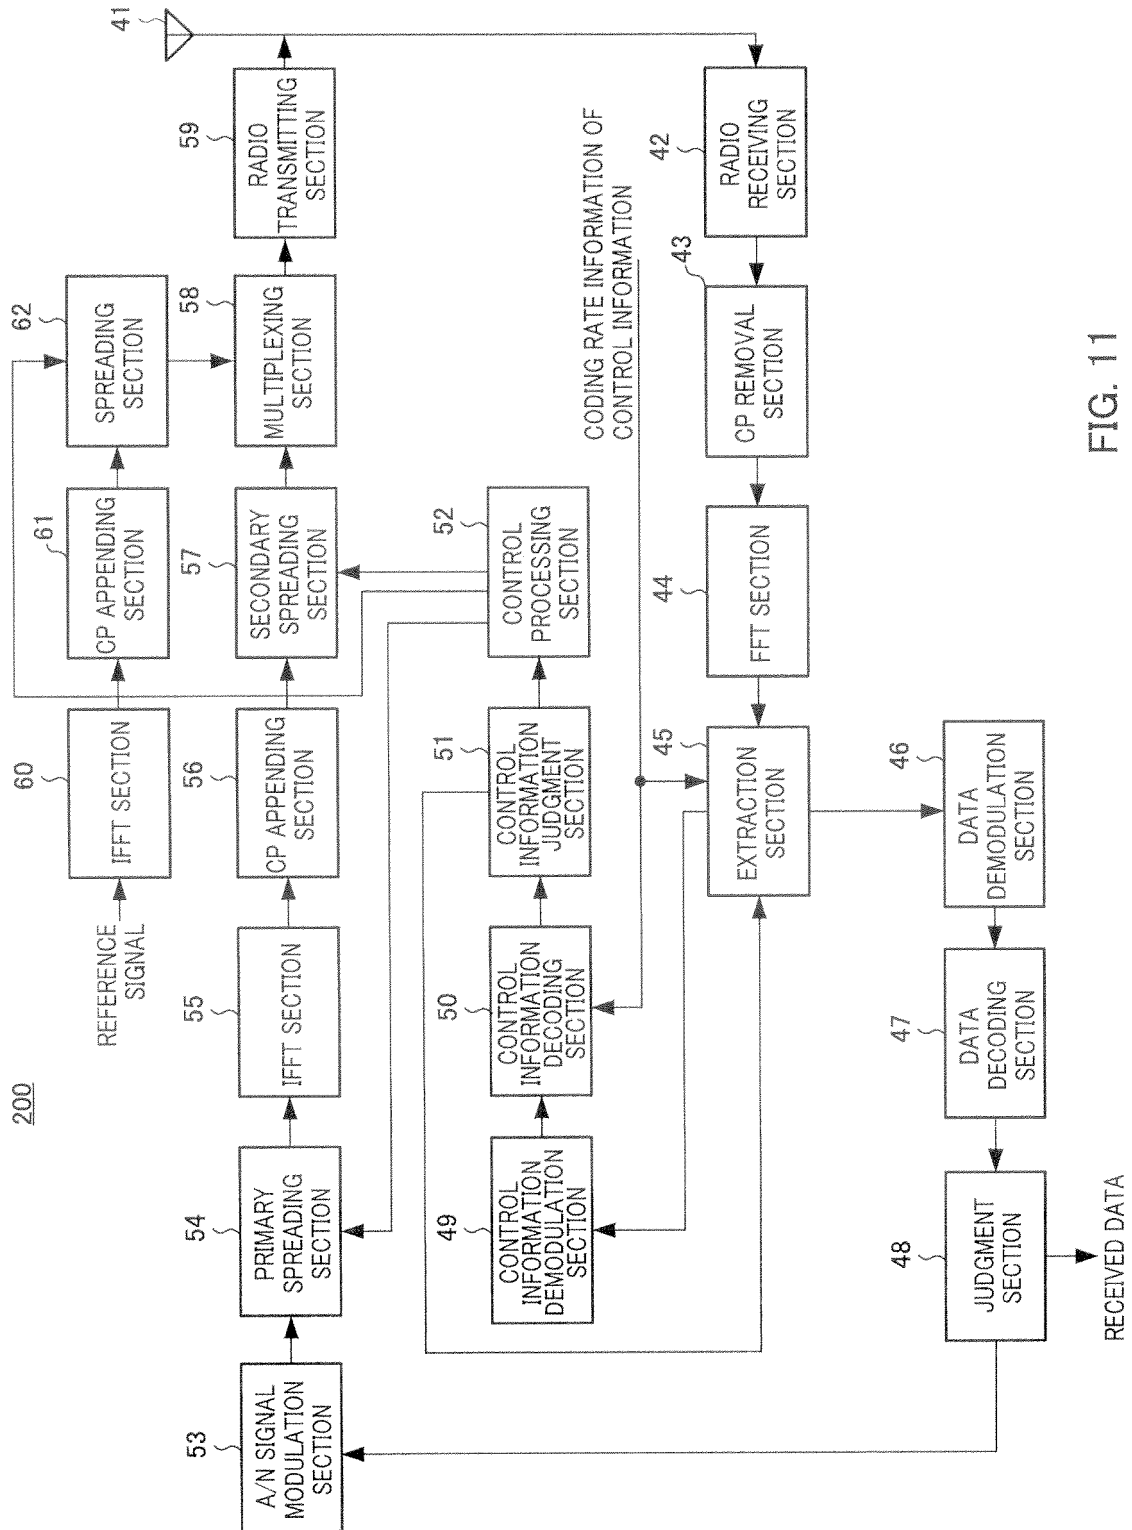 200
53
A/N SIGNAL
MODULATION
SECTION
54
PRIMARY
SPREADING
SECTION
55
IFFT SECTION
56
CP APPENDING
SECTION
57
SECONDARY
SPREADING
SECTION
58
MULTIPLEXING
SECTION
59
RADIO
TRANSMITTING
SECTION
41
REFERENCE
SIGNAL
60
IFFT SECTION
61
CP APPENDING
SECTION
62
SPREADING
SECTION
49
CONTROL
INFORMATION
DEMODULATION
SECTION
50
CONTROL
INFORMATION
DECODING
SECTION
51
CONTROL
INFORMATION
JUDGMENT
SECTION
52
CONTROL
PROCESSING
SECTION
CODING RATE INFORMATION OF
CONTROL INFORMATION
45
EXTRACTION
SECTION
44
FFT SECTION
43
CP REMOVAL
SECTION
42
RADIO
RECEIVING
SECTION
48
JUDGMENT
SECTION
47
DATA
DECODING
SECTION
46
DATA
DEMODULATION
SECTION
RECEIVED DATA
FIG. 11